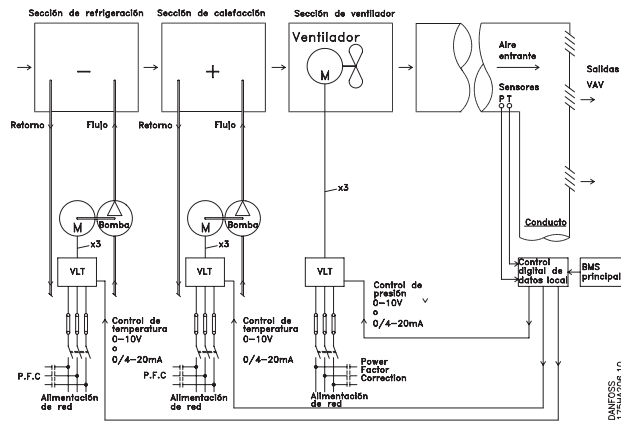 Sección de refrigeración
Sección de calefacción
Sección de ventilador
Ventilador
M
−
+
Aire
entrante
Sensores
P T
Salidas
VAV
Retorno
Flujo
Retorno
Flujo
M
Bomba
M
Bomba
x3
x3
x3
Conducto
VLT
VLT
VLT
Control de
presión
0-10V
o
0/4-20mA
Control
digital de
datos local
BMS
principal
Control de
temperatura
0-10V
o
0/4-20mA
Control de
temperatura
0-10V
o
0/4-20mA
P.F.C
P.F.C
Power
Factor
Correction
Alimentación
de red
Alimentación
de red
Alimentación
de red
DANFOSS
175HA206.10